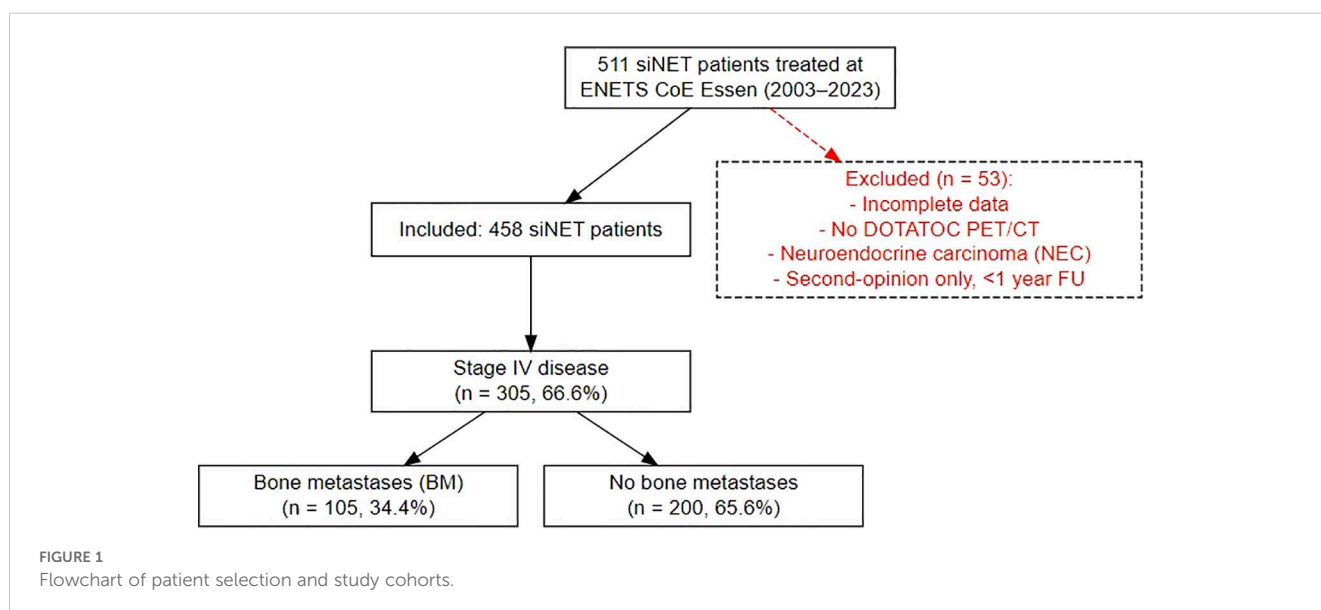 511 siNET patients treated at
ENETS CoE Essen (2003–2023)
Excluded (n = 53):
- Incomplete data
- No DOTATOC PET/CT
- Neuroendocrine carcinoma (NEC)
- Second-opinion only, <1 year FU
Included: 458 siNET patients
Stage IV disease
(n = 305, 66.6%)
Bone metastases (BM)
(n = 105, 34.4%)
No bone metastases
(n = 200, 65.6%)
FIGURE 1
Flowchart of patient selection and study cohorts.